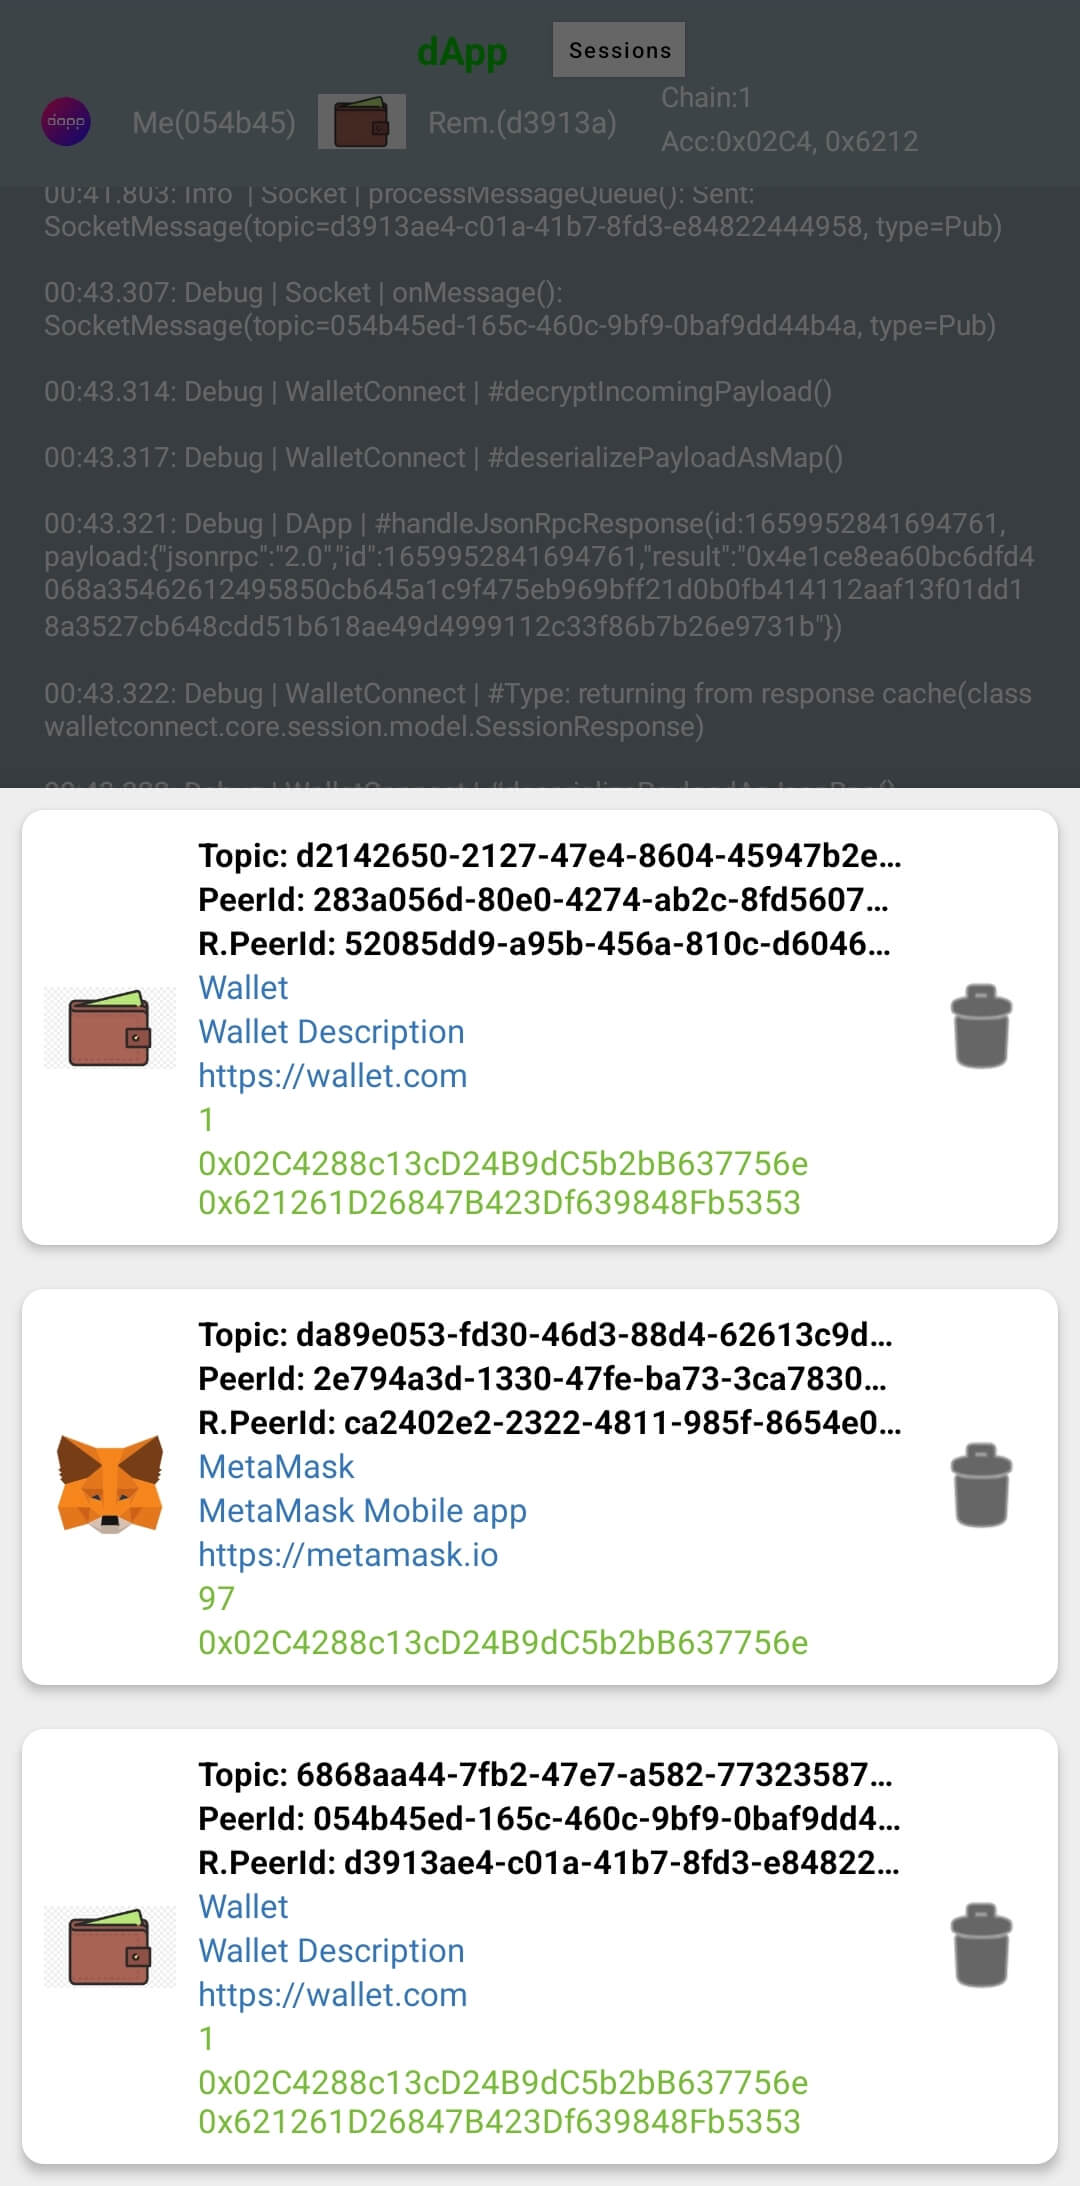 dApp
Sessions
dapp
Me(054b45)
Rem.(d3913a)
Chain:1
Acc:0x02C4, 0x6212
00:41.803: Info | Socket | processMessageQueue(): Sent:
SocketMessage(topic=d3913ae4-c01a-41b7-8fd3-e84822444958, type=Pub)
00:43.307: Debug | Socket | onMessage():
SocketMessage(topic=054b45ed-165c-460c-9bf9-0baf9dd44b4a, type=Pub)
00:43.314: Debug | WalletConnect | #decryptIncomingPayload()
00:43.317: Debug | WalletConnect | #deserializePayloadAsMap()
00:43.321: Debug | DApp | #handleJsonRpcResponse(id:1659952841694761,
payload:{"jsonrpc":"2.0","id":1659952841694761,"result":"0x4e1ce8ea60bc6dfd4
068a35462612495850cb645a1c9f475eb969bff21d0b0fb414112aaf13f01dd1
8a3527cb648cdd51b618ae49d4999112c33f86b7b26e9731b"})
00:43.322: Debug | WalletConnect | #Type: returning from response cache(class
walletconnect.core.session.model.SessionResponse)
Topic: d2142650-2127-47e4-8604-45947b2e...
PeerId: 283a056d-80e0-4274-ab2c-8fd5607...
R.PeerId: 52085dd9-a95b-456a-810c-d6046...
Wallet
Wallet Description
https://wallet.com
1
0x02C4288c13cD24B9dC5b2bB637756e
0x621261D26847B423Df639848Fb5353
Topic: da89e053-fd30-46d3-88d4-62613c9d...
PeerId: 2e794a3d-1330-47fe-ba73-3ca7830...
R.PeerId: ca2402e2-2322-4811-985f-8654e0...
MetaMask
MetaMask Mobile app
https://metamask.io
97
0x02C4288c13cD24B9dC5b2bB637756e
Topic: 6868aa44-7fb2-47e7-a582-77323587...
PeerId: 054b45ed-165c-460c-9bf9-0baf9dd4...
R.PeerId: d3913ae4-c01a-41b7-8fd3-e84822...
Wallet
Wallet Description
https://wallet.com
1
0x02C4288c13cD24B9dC5b2bB637756e
0x621261D26847B423Df639848Fb5353